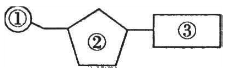 ① ② ③